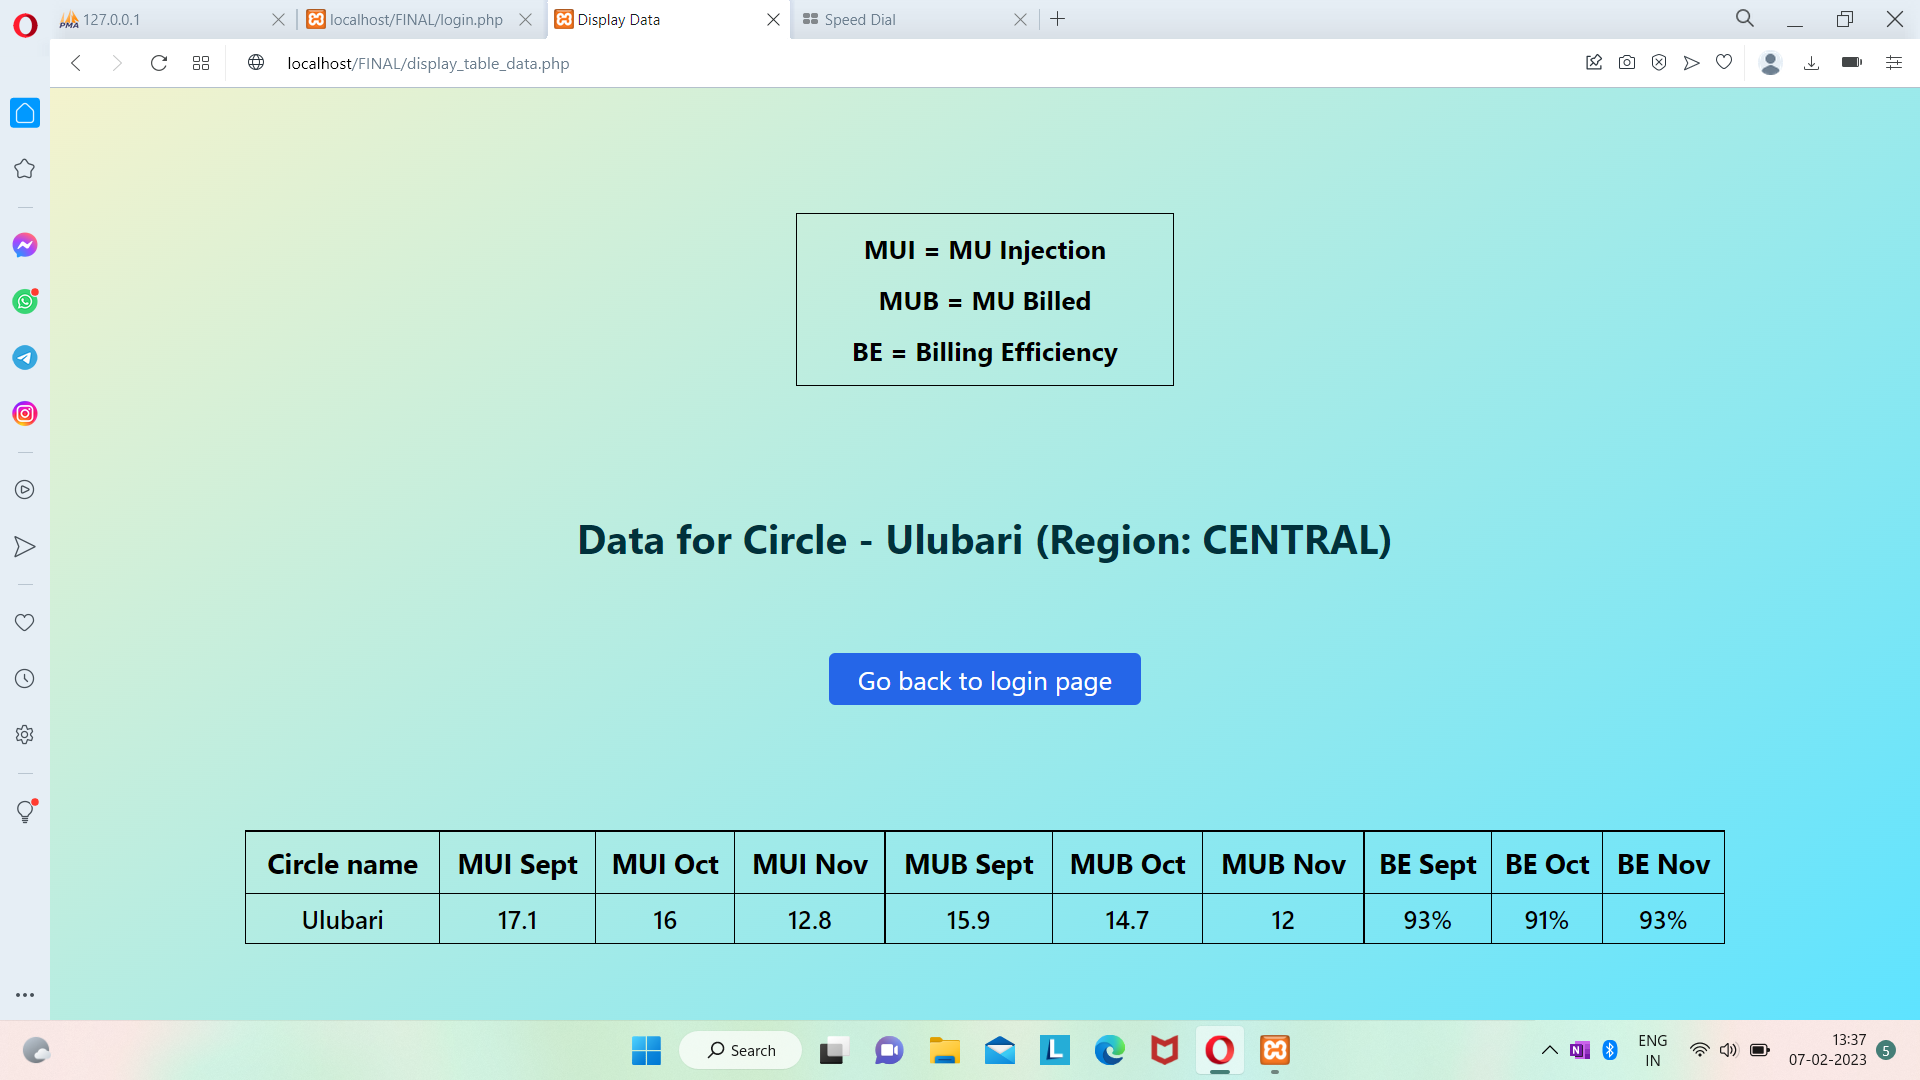 127.0.0.1
localhost/FINAL/login.php
Display Data
Speed Dial
localhost/FINAL/display_table_data.php
MUI = MU Injection
MUB = MU Billed
BE = Billing Efficiency
Data for Circle - Ulubari (Region: CENTRAL)
Go back to login page
Circle name MUI Sept MUI Oct MUI Nov MUB Sept MUB Oct MUB Nov BE Sept BE Oct BE Nov
Ulubari 17.1 16 12.8 15.9 14.7 12 93% 91% 93%
Search
ENG
IN
13:37
07-02-2023
5
PMA
L
N